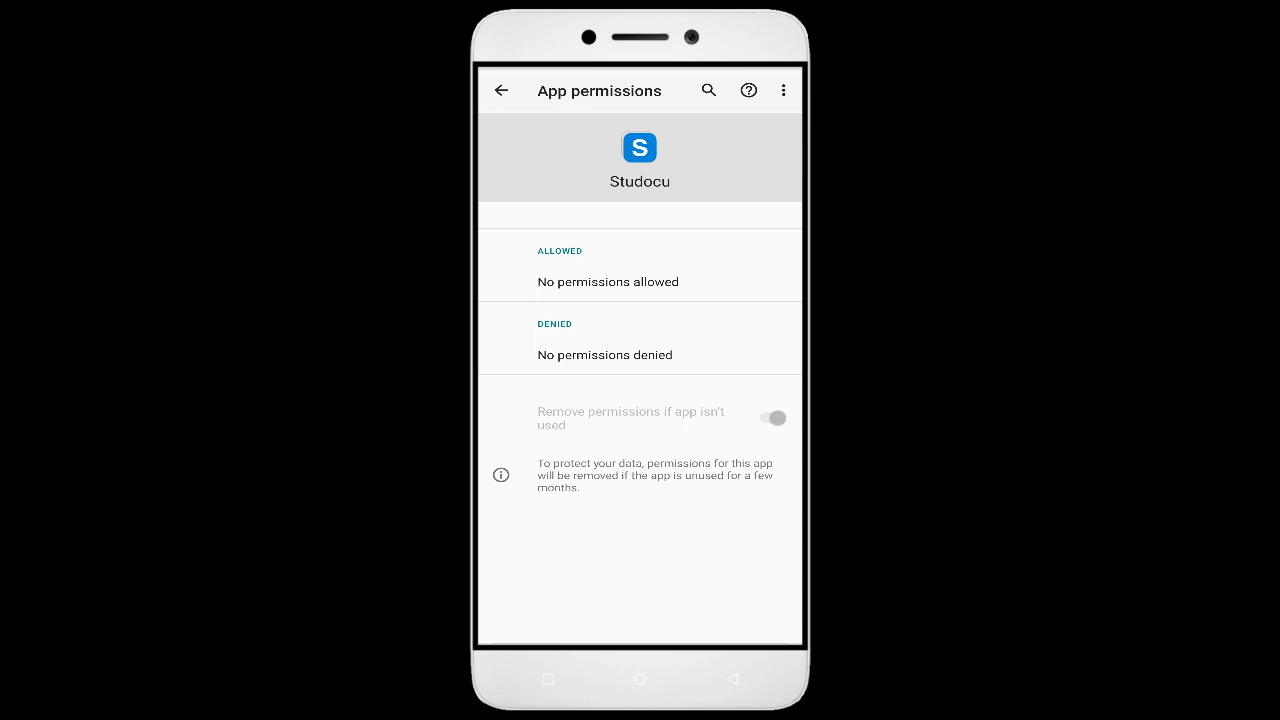 App permissions
S
Studocu
ALLOWED
No permissions allowed
DENIED
No permissions denied
Remove permissions if app isn't
used
To protect your data, permissions for this app
will be removed if the app is unused for a few
months.